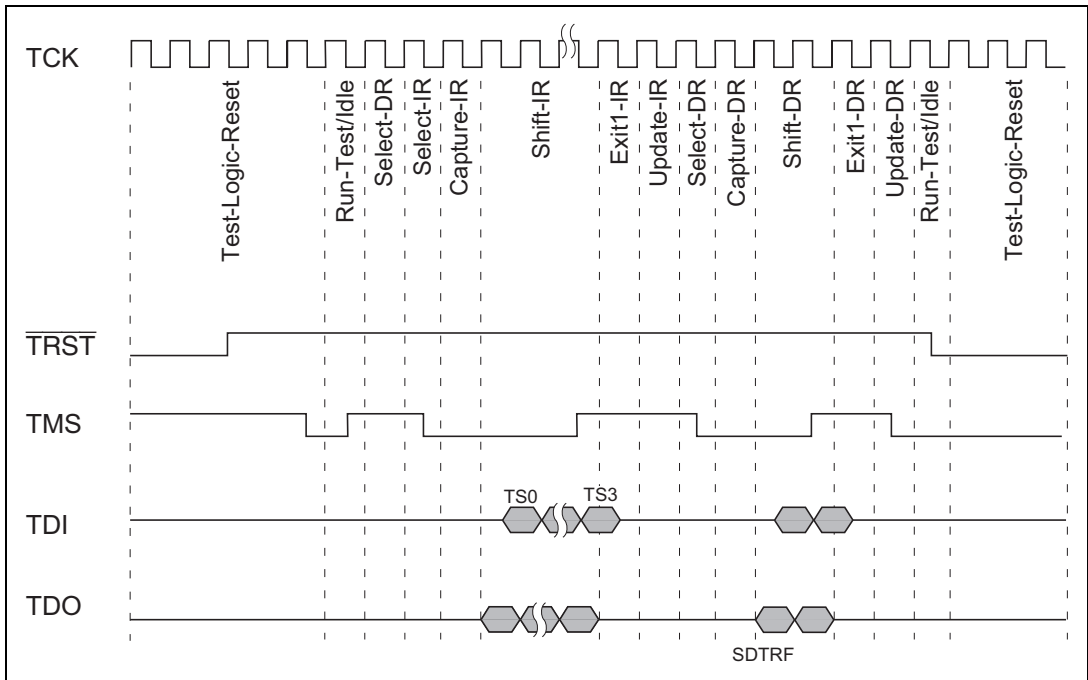 TCK
Test-Logic-Reset
Run-Test/Idle
Select-DR
Select-IR
Capture-IR
Shift-IR
Exit1-IR
Update-IR
Select-DR
Capture-DR
Shift-DR
Exit1-DR
Update-DR
Run-Test/Idle
Test-Logic-Reset
TRST
TMS
TS0 TS3
TDI
TDO
SDTRF